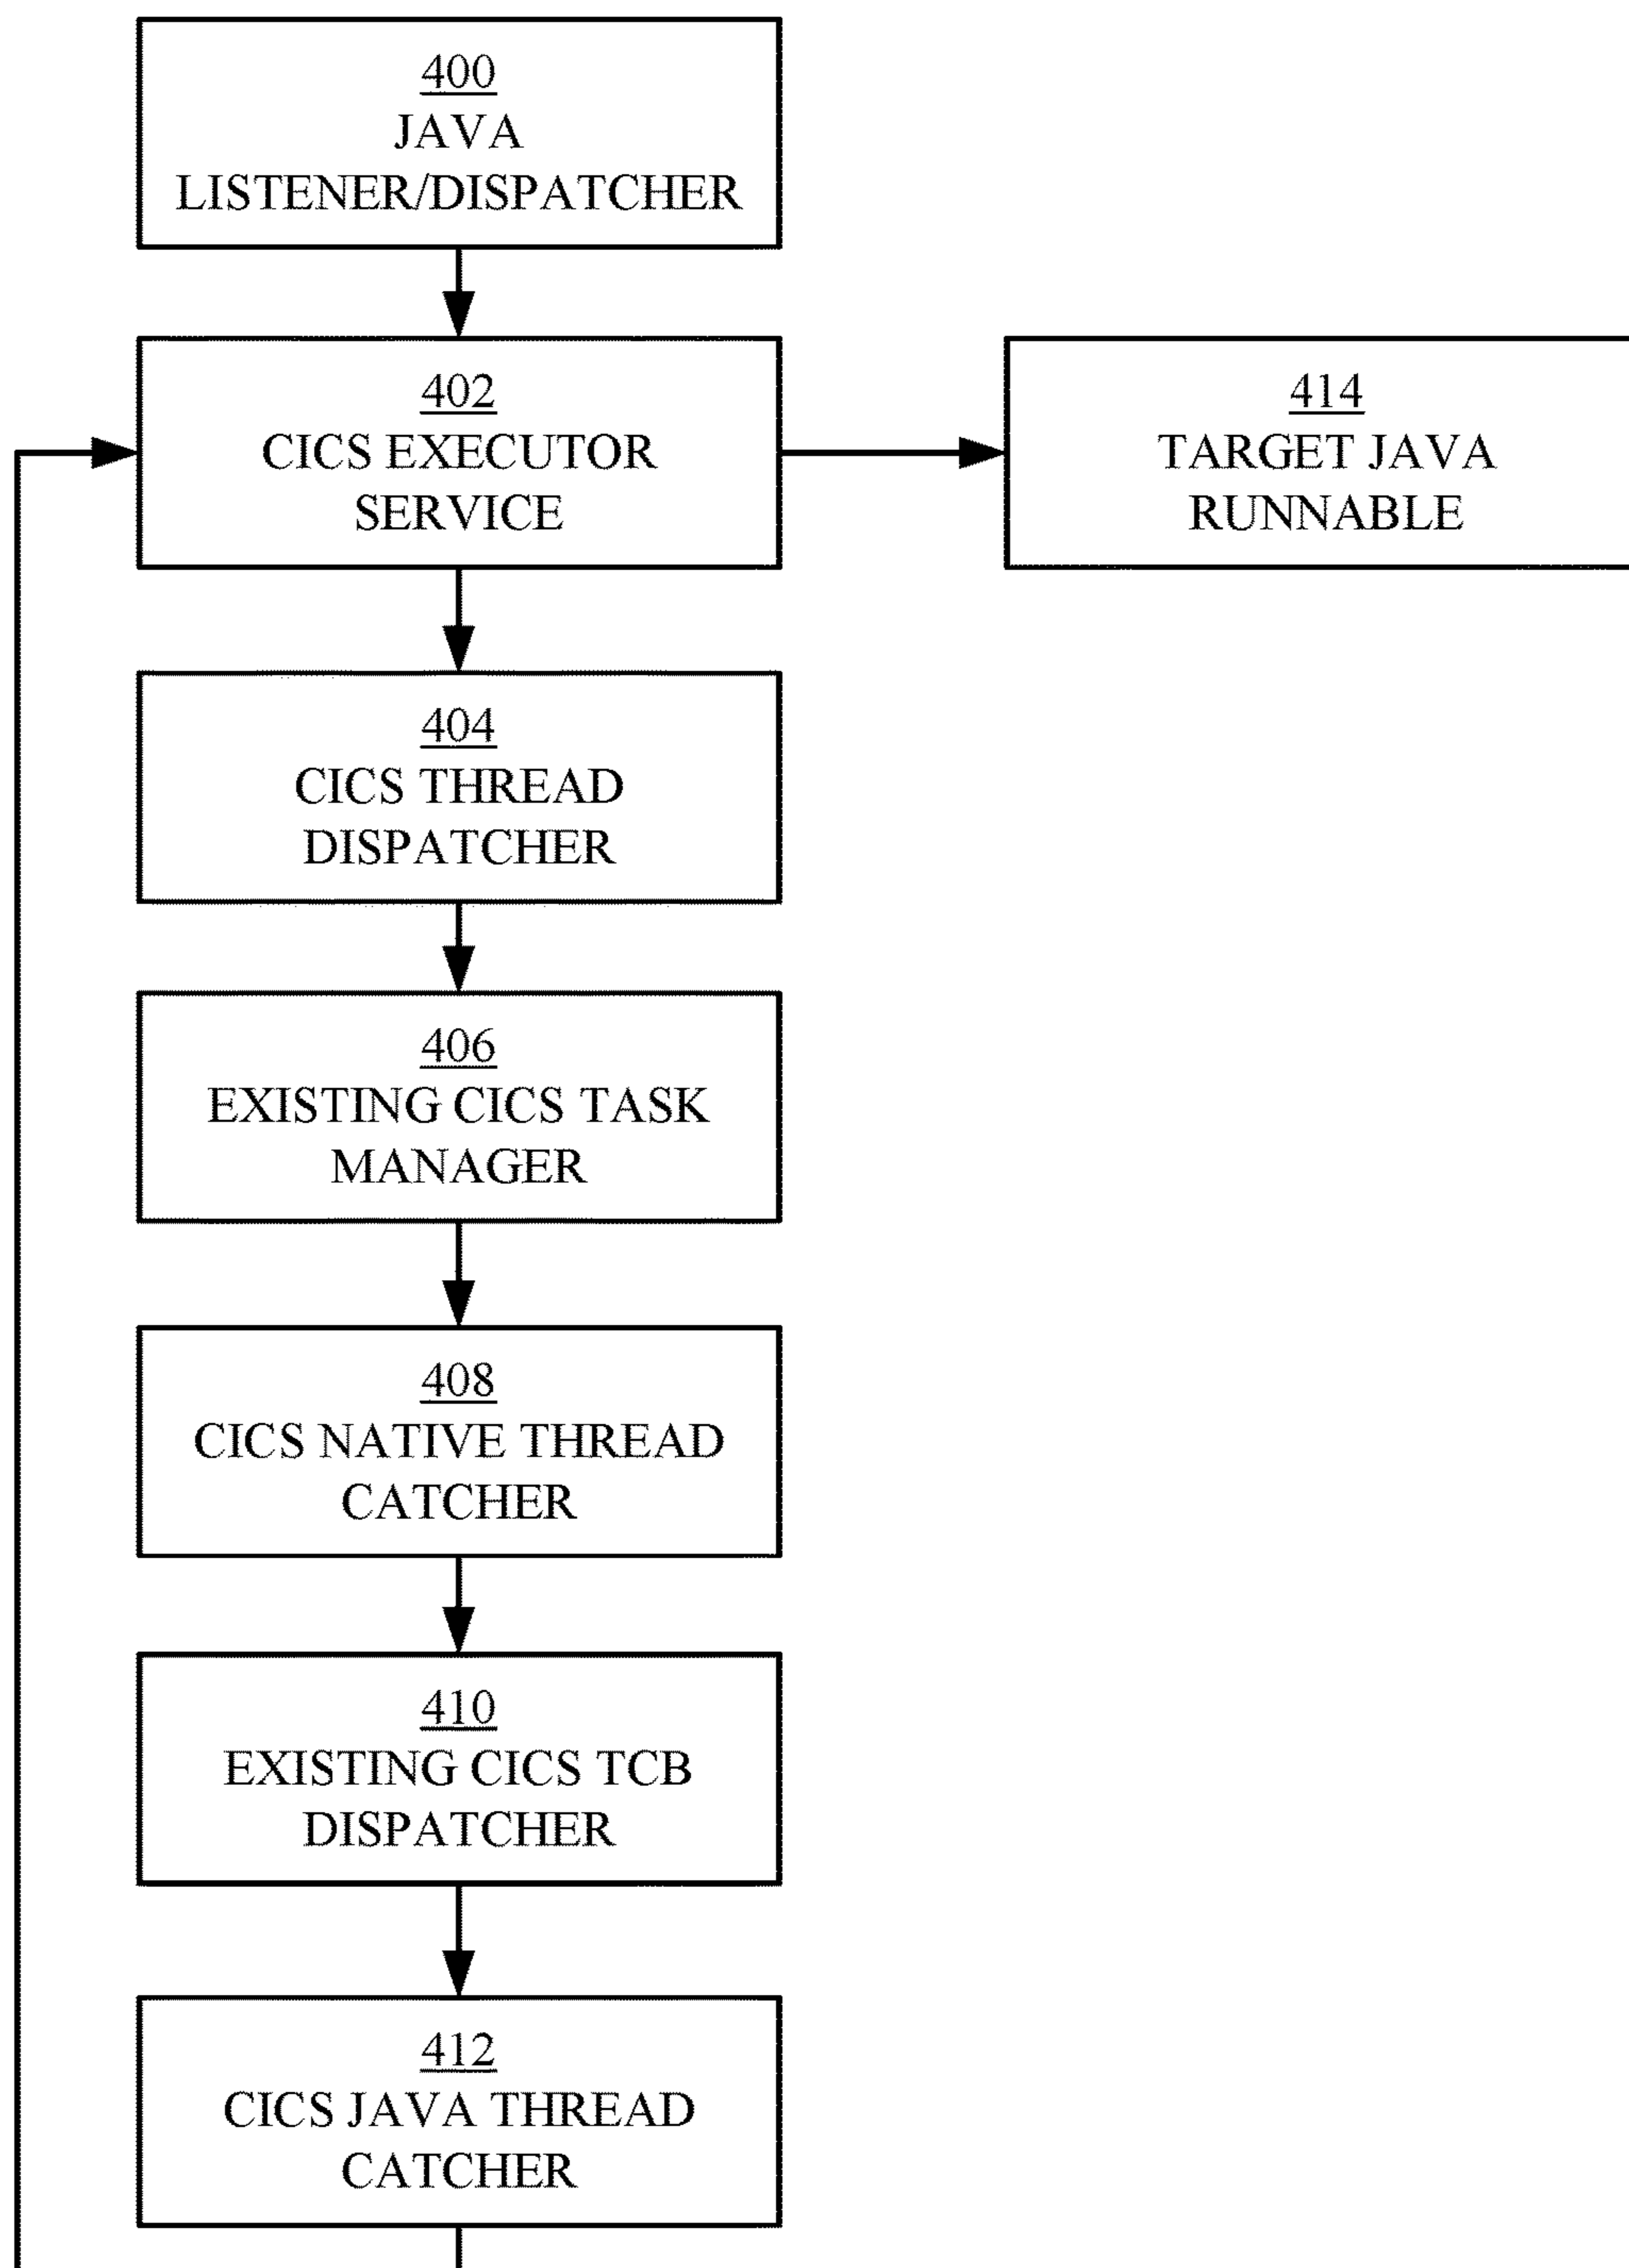 400
JAVA
LISTENER/DISPATCHER
402
CICS EXECUTOR
SERVICE
414
TARGET JAVA
RUNNABLE
404
CICS THREAD
DISPATCHER
406
EXISTING CICS TASK
MANAGER
408
CICS NATIVE THREAD
CATCHER
410
EXISTING CICS TCB
DISPATCHER
412
CICS JAVA THREAD
CATCHER